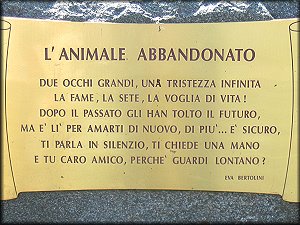 L'ANIMALE ABBANDONATO
DUE OCCHI GRANDI, UNA TRISTEZZA INFINITA
LA FAME, LA SETE, LA VOGLIA DI VITA!
DOPO IL PASSATO GLI HAN TOLTO IL FUTURO,
MA E' LI' PER AMARTI DI NUOVO, DI PIU'... E' SICURO,
TI PARLA IN SILENZIO, TI CHIEDE UNA MANO
E TU CARO AMICO, PERCHE' GUARDI LONTANO?
EVA BERTOLINI